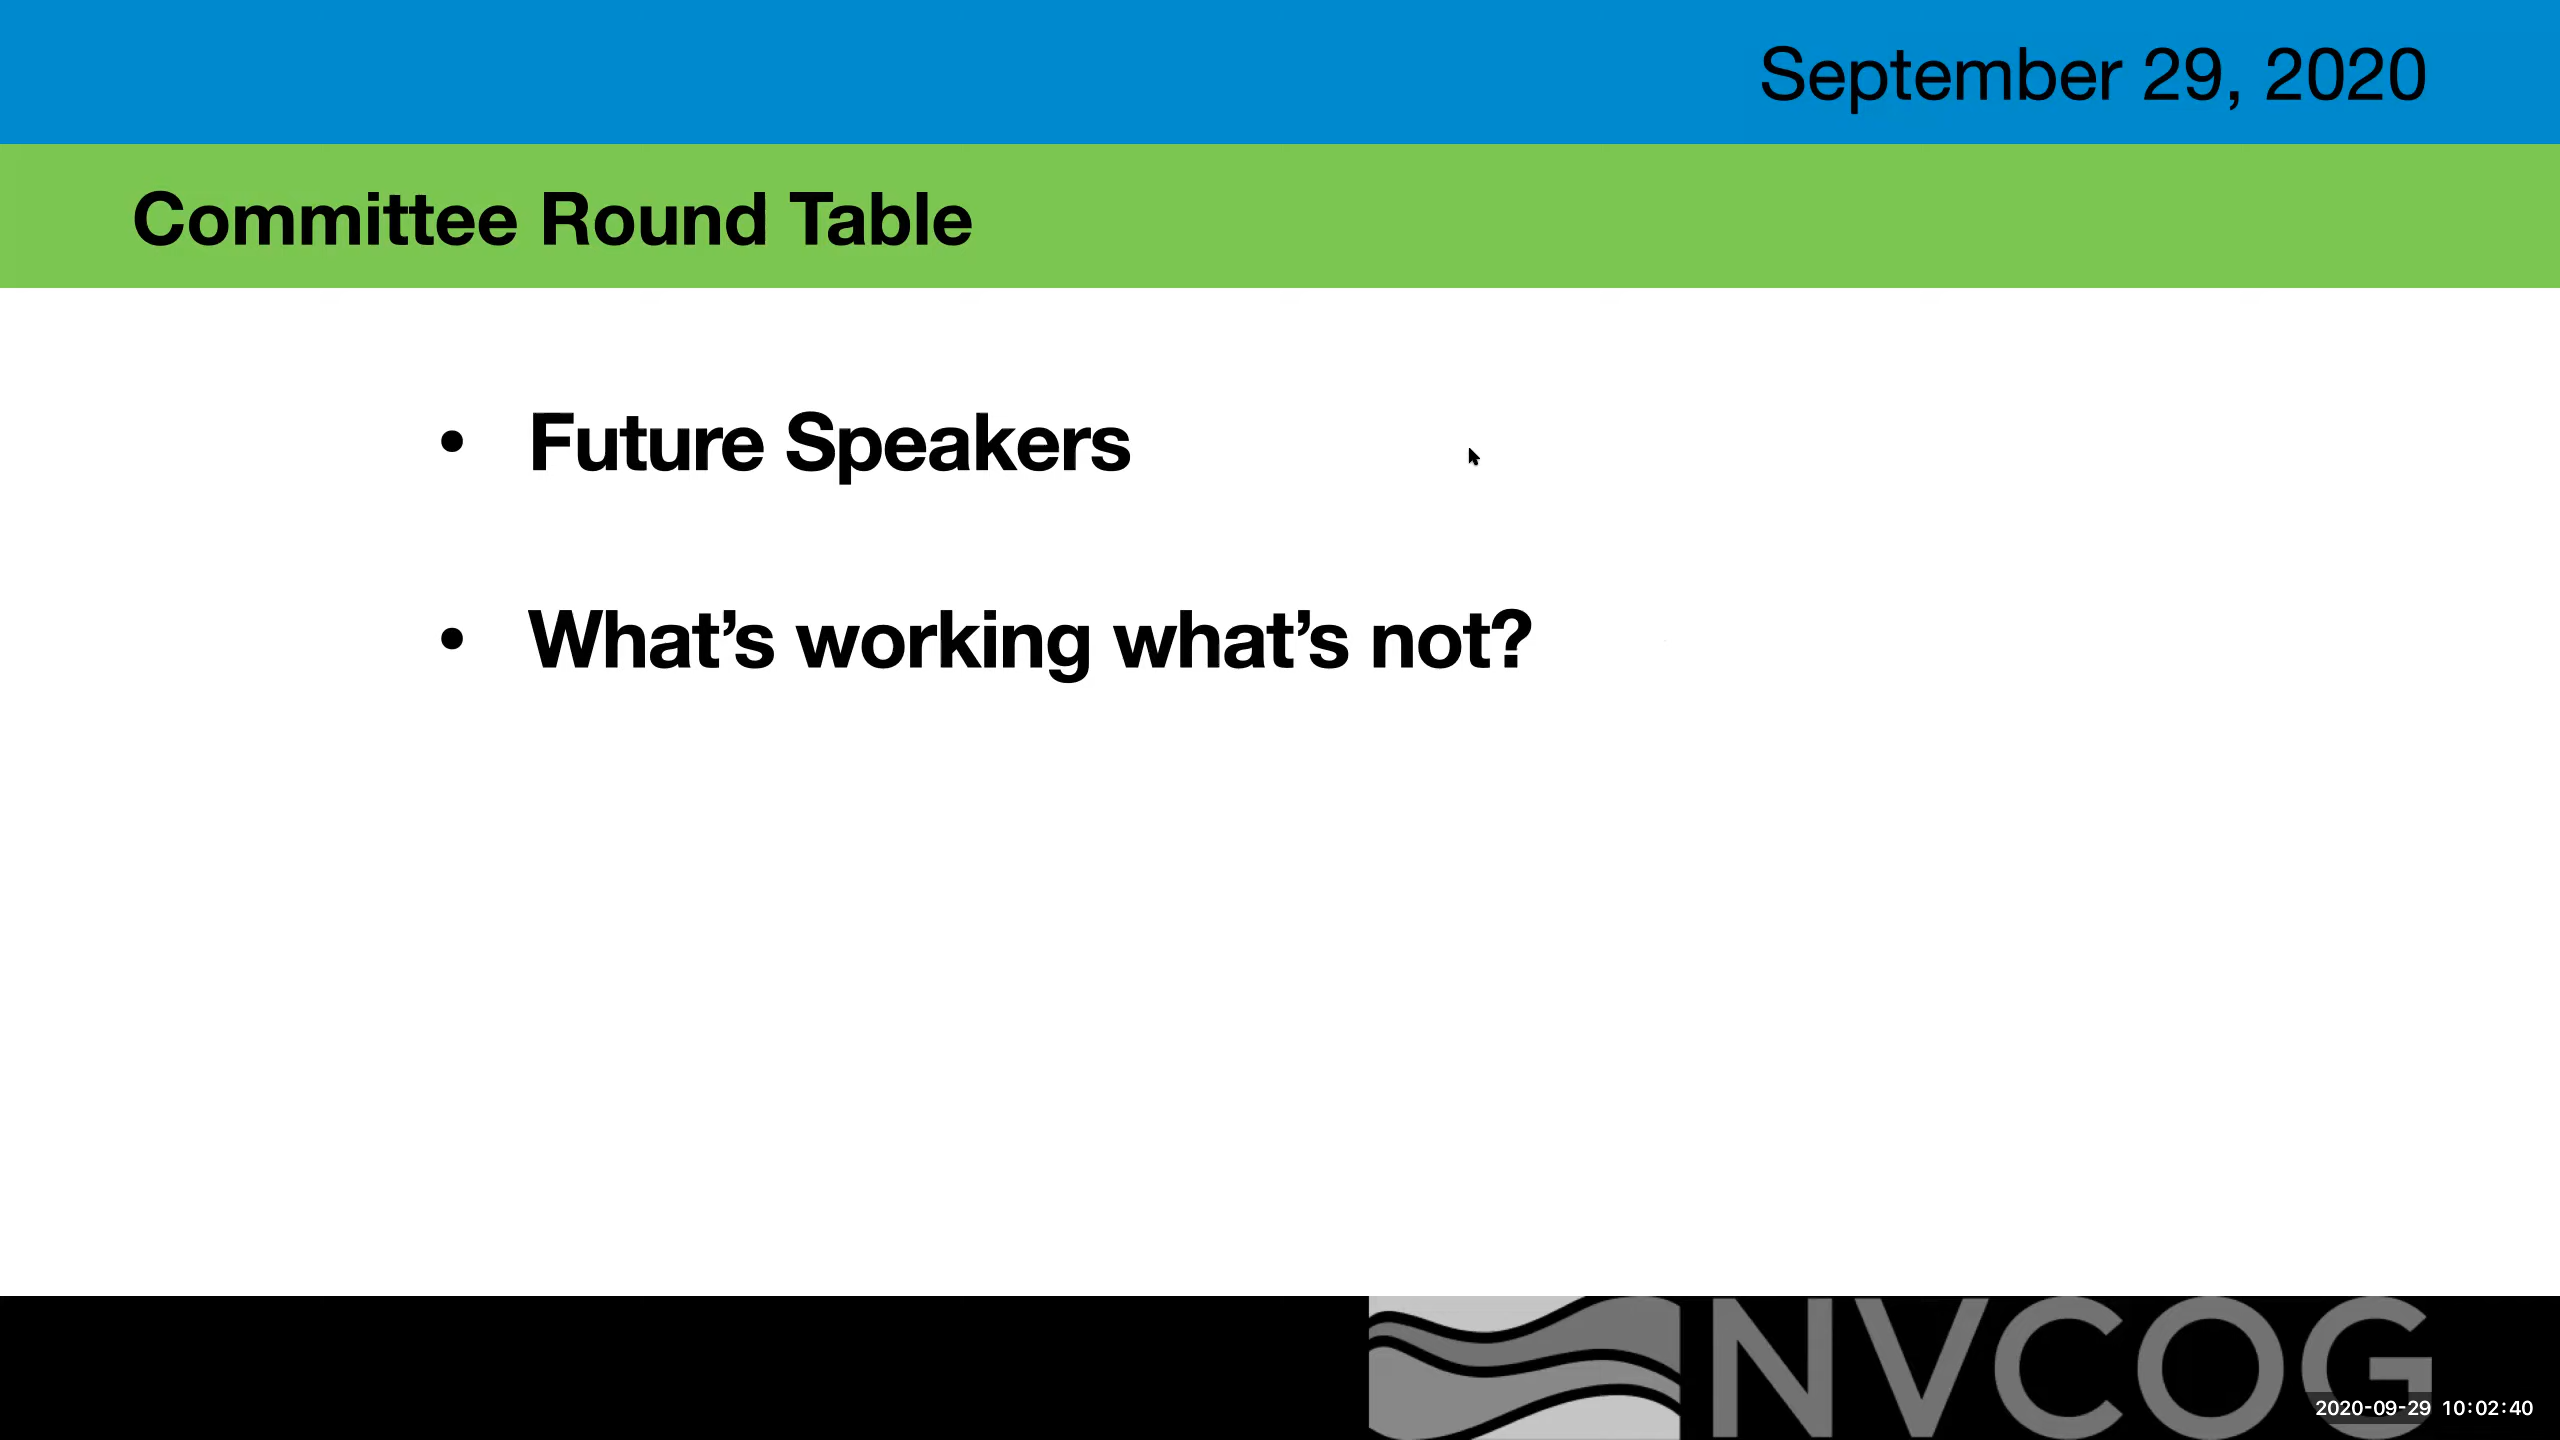 September 29, 2020
Committee Round Table
• Future Speakers
• What’s working what’s not?
NVCOG
2020-09-29 10:02:40